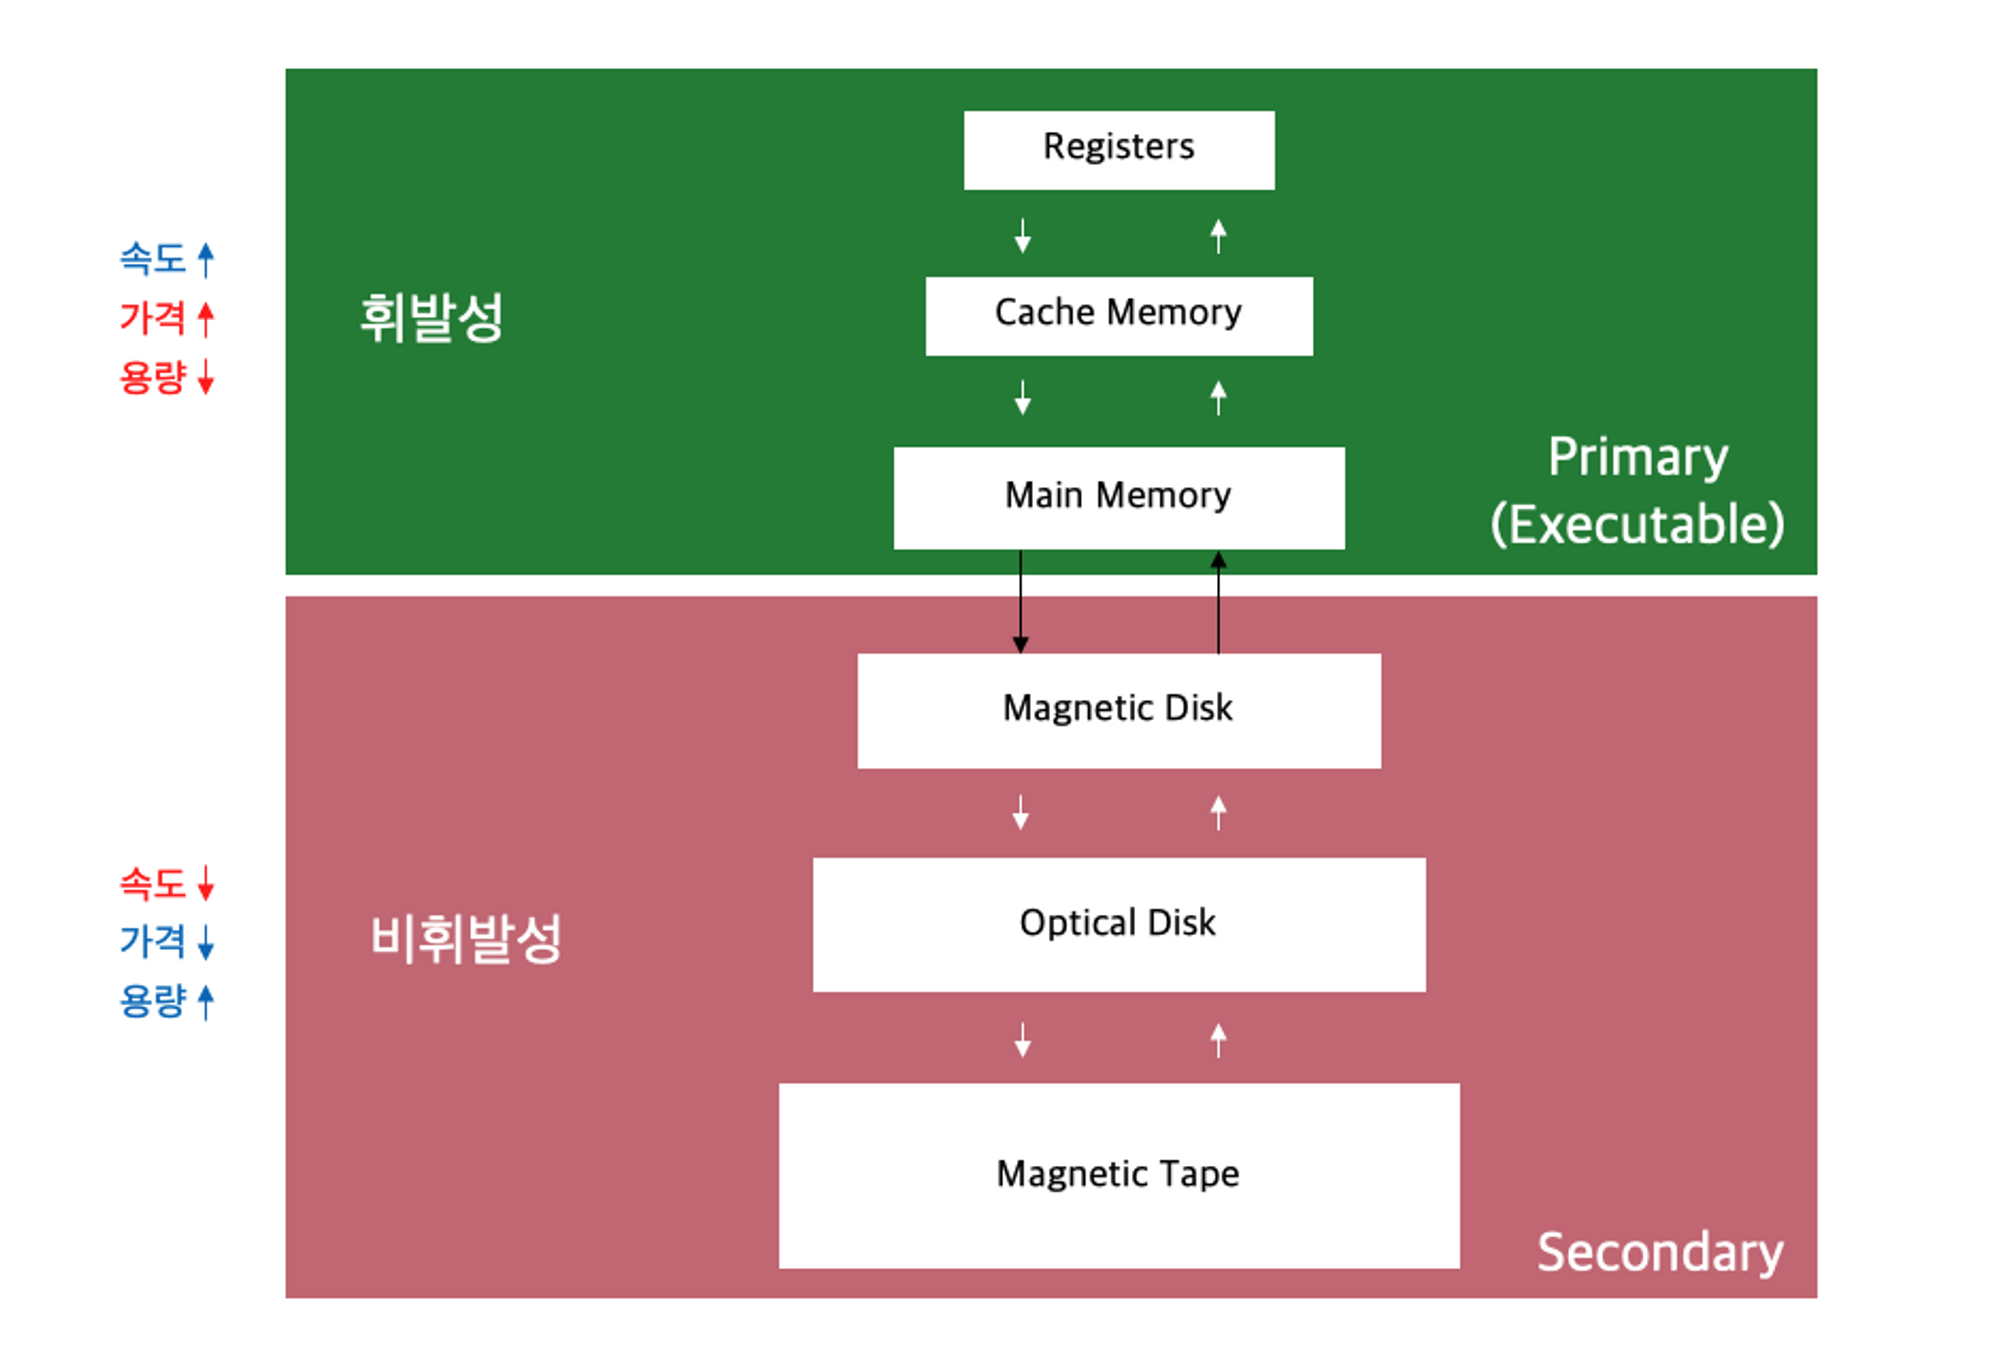 Registers
속도 ↑
가격 ↑
용량 ↓
휘발성
Cache Memory
Main Memory
Primary
(Executable)
Magnetic Disk
속도 ↓
가격 ↓
용량 ↑
비휘발성
Optical Disk
Magnetic Tape
Secondary